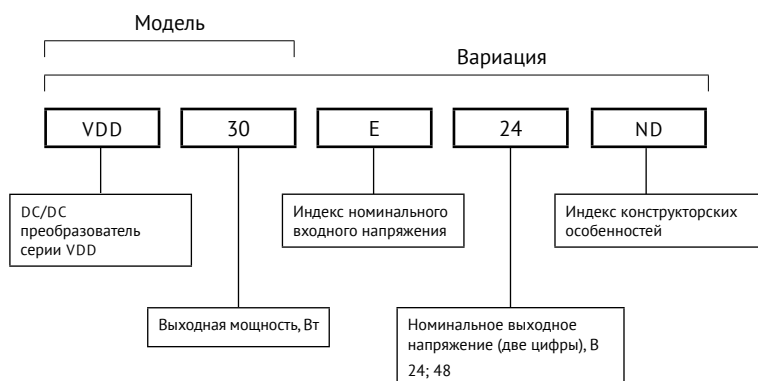 Модель
Вариация
VDD
30
E
24
ND
DC/DC
преобразователь
серии VDD
Индекс номинального
входного напряжения
Индекс конструкторских
особенностей
Выходная мощность, Вт
Номинальное выходное
напряжение (две цифры), В
24; 48